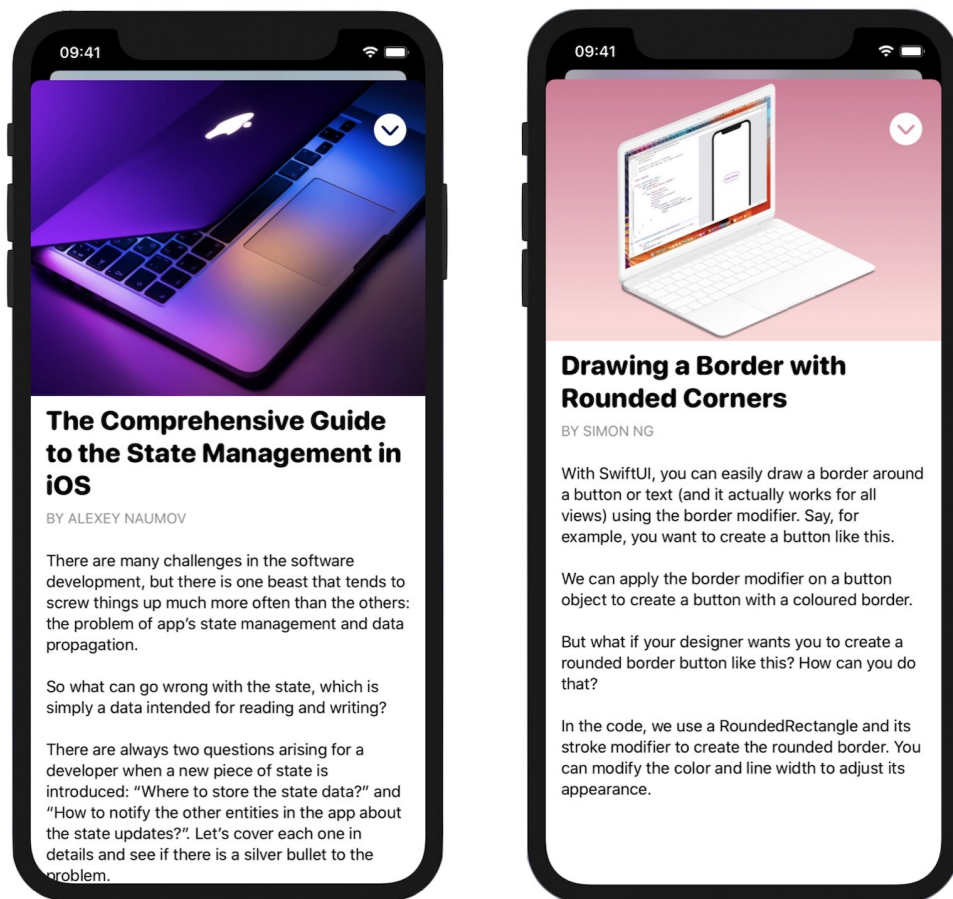 09:41
The Comprehensive Guide
to the State Management in
iOS
BY ALEXEY NAUMOV
There are many challenges in the software
development, but there is one beast that tends to
screw things up much more often than the others:
the problem of app’s state management and data
propagation.
So what can go wrong with the state, which is
simply a data intended for reading and writing?
There are always two questions arising for a
developer when a new piece of state is
introduced: “Where to store the state data?” and
“How to notify the other entities in the app about
the state updates?”. Let’s cover each one in
details and see if there is a silver bullet to the
problem.
09:41
Drawing a Border with
Rounded Corners
BY SIMON NG
With SwiftUI, you can easily draw a border around
a button or text (and it actually works for all
views) using the border modifier. Say, for
example, you want to create a button like this.
We can apply the border modifier on a button
object to create a button with a coloured border.
But what if your designer wants you to create a
rounded border button like this? How can you do
that?
In the code, we use a RoundedRectangle and its
stroke modifier to create the rounded border. You
can modify the color and line width to adjust its
appearance.